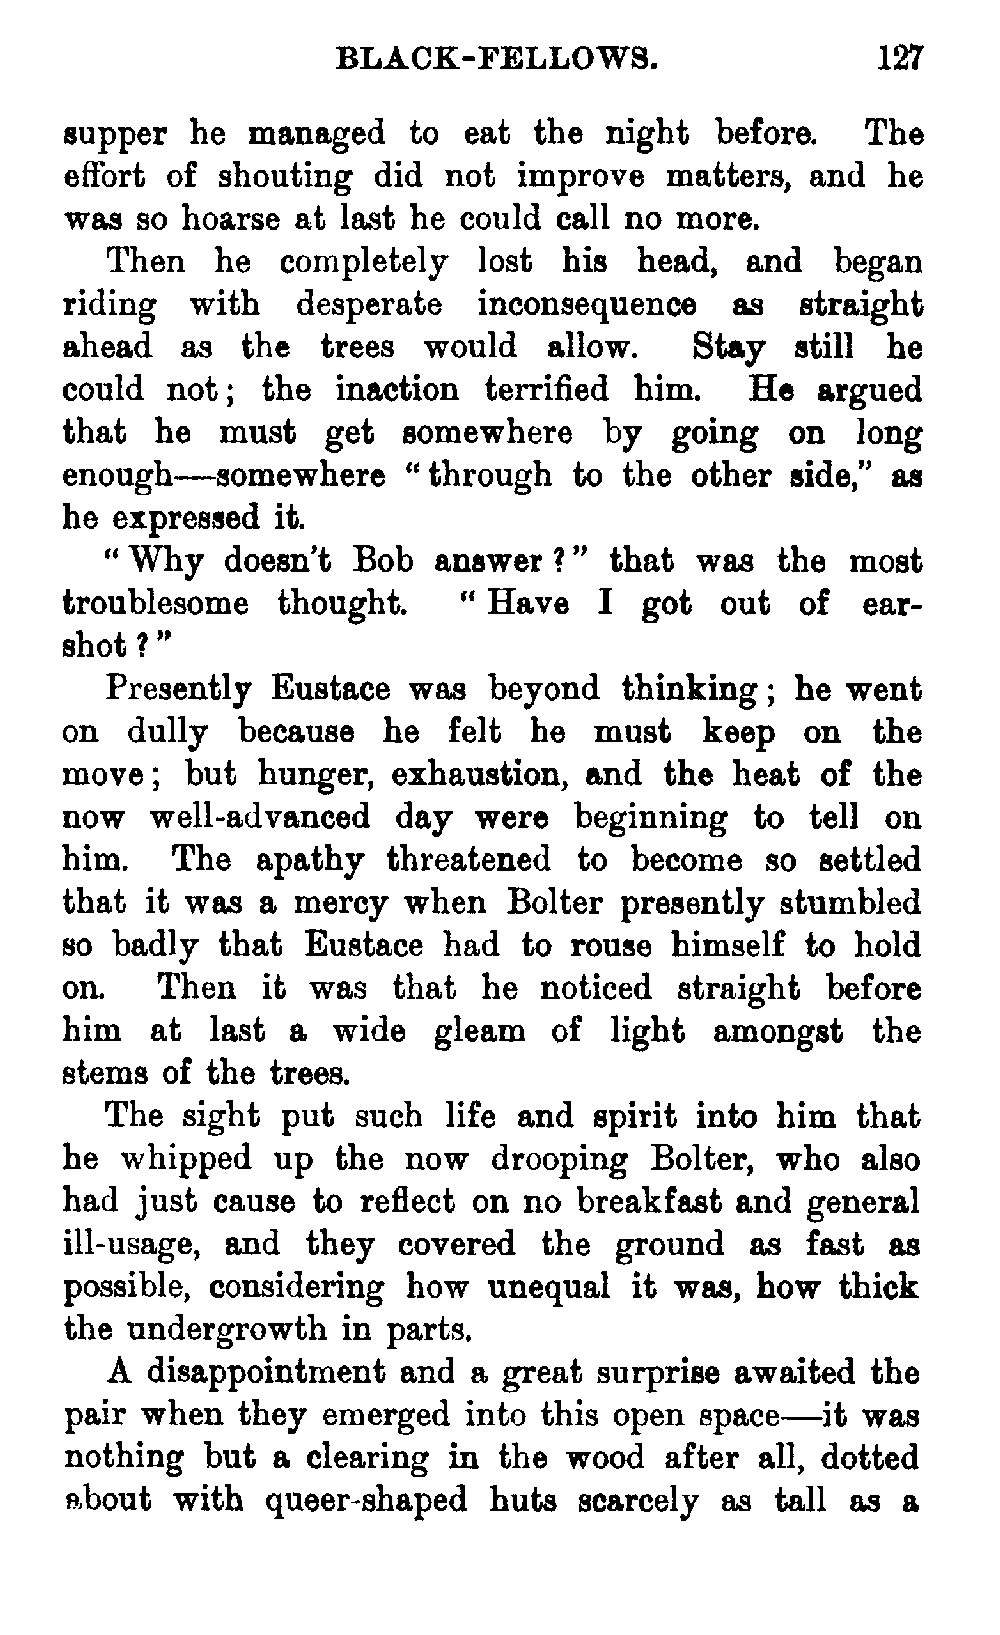 BLACK-FELLOWS. 127
supper he managed to eat the night before. The
effort of shouting did not improve matters, and he
was so hoarse at last he could call no more.
Then he completely lost his head, and began
riding with desperate inconsequence as straight
ahead as the trees would allow. Stay still he
could not; the inaction terrified him. He argued
that he must get somewhere by going on long
enough—somewhere "through to the other side," as
he expressed it.
"Why doesn't Bob answer?" that was the most
troublesome thought. "Have I got out of ear-
shot?"
Presently Eustace was beyond thinking; he went
on dully because he felt he must keep on the
move; but hunger, exhaustion, and the heat of the
now well-advanced day were beginning to tell on
him. The apathy threatened to become so settled
that it was a mercy when Bolter presently stumbled
so badly that Eustace had to rouse himself to hold
on. Then it was that he noticed straight before
him at last a wide gleam of light amongst the
stems of the trees.
The sight put such life and spirit into him that
he whipped up the now drooping Bolter, who also
had just cause to reflect on no breakfast and general
ill-usage, and they covered the ground as fast as
possible, considering how unequal it was, how thick
the undergrowth in parts.
A disappointment and a great surprise awaited the
pair when they emerged into this open space—it was
nothing but a clearing in the wood after all, dotted
about with queer-shaped huts scarcely as tall as a